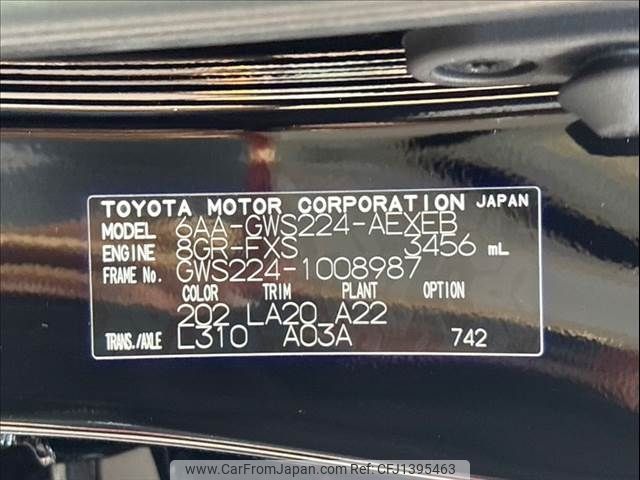 TOYOTA MOTOR CORPORATION JAPAN
MODEL 6AA-GWS224-AEXEB
ENGINE 8GR-FXS 3456 mL
FRAME No. GWS224-1008987
COLOR TRIM PLANT OPTION
202 LA20 A22
TRANS./AXLE L310 A03A 742
www.CarFromJapan.com - Ref No CFJ1395463